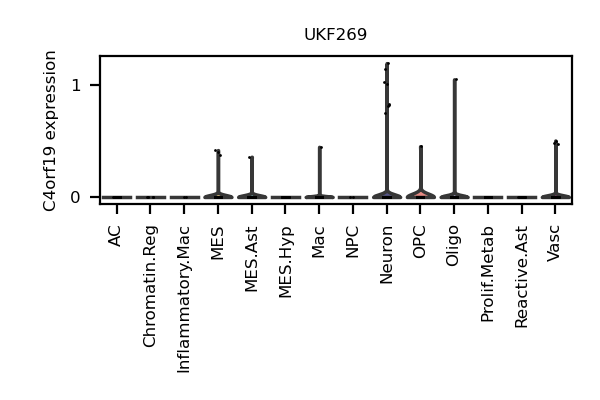 UKF269
C4orf19 expression
1
0
AC
Chromatin.Reg
Inflammatory.Mac
MES
MES.Ast
MES.Hyp
Mac
NPC
Neuron
OPC
Oligo
Prolif.Metab
Reactive.Ast
Vasc